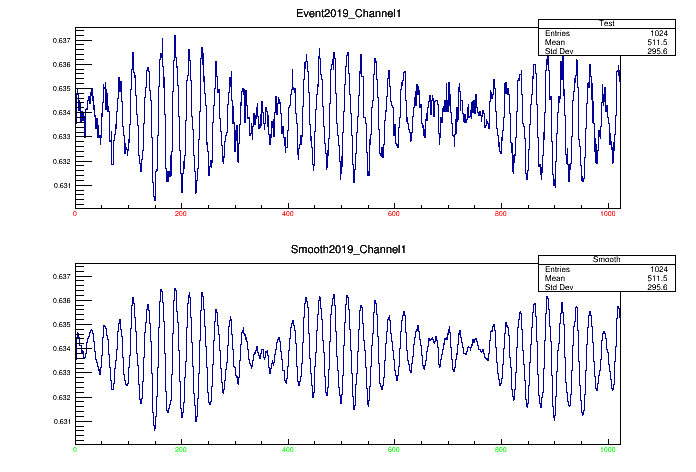 Event2019_Channel1
Test
Entries 1024
Mean 511.5
Std Dev 295.6
0.637
0.636
0.635
0.634
0.633
0.632
0.631
0 200 400 600 800 1000
Smooth2019_Channel1
Smooth
Entries 1024
Mean 511.5
Std Dev 295.6
0.637
0.636
0.635
0.634
0.633
0.632
0.631
0 200 400 600 800 1000